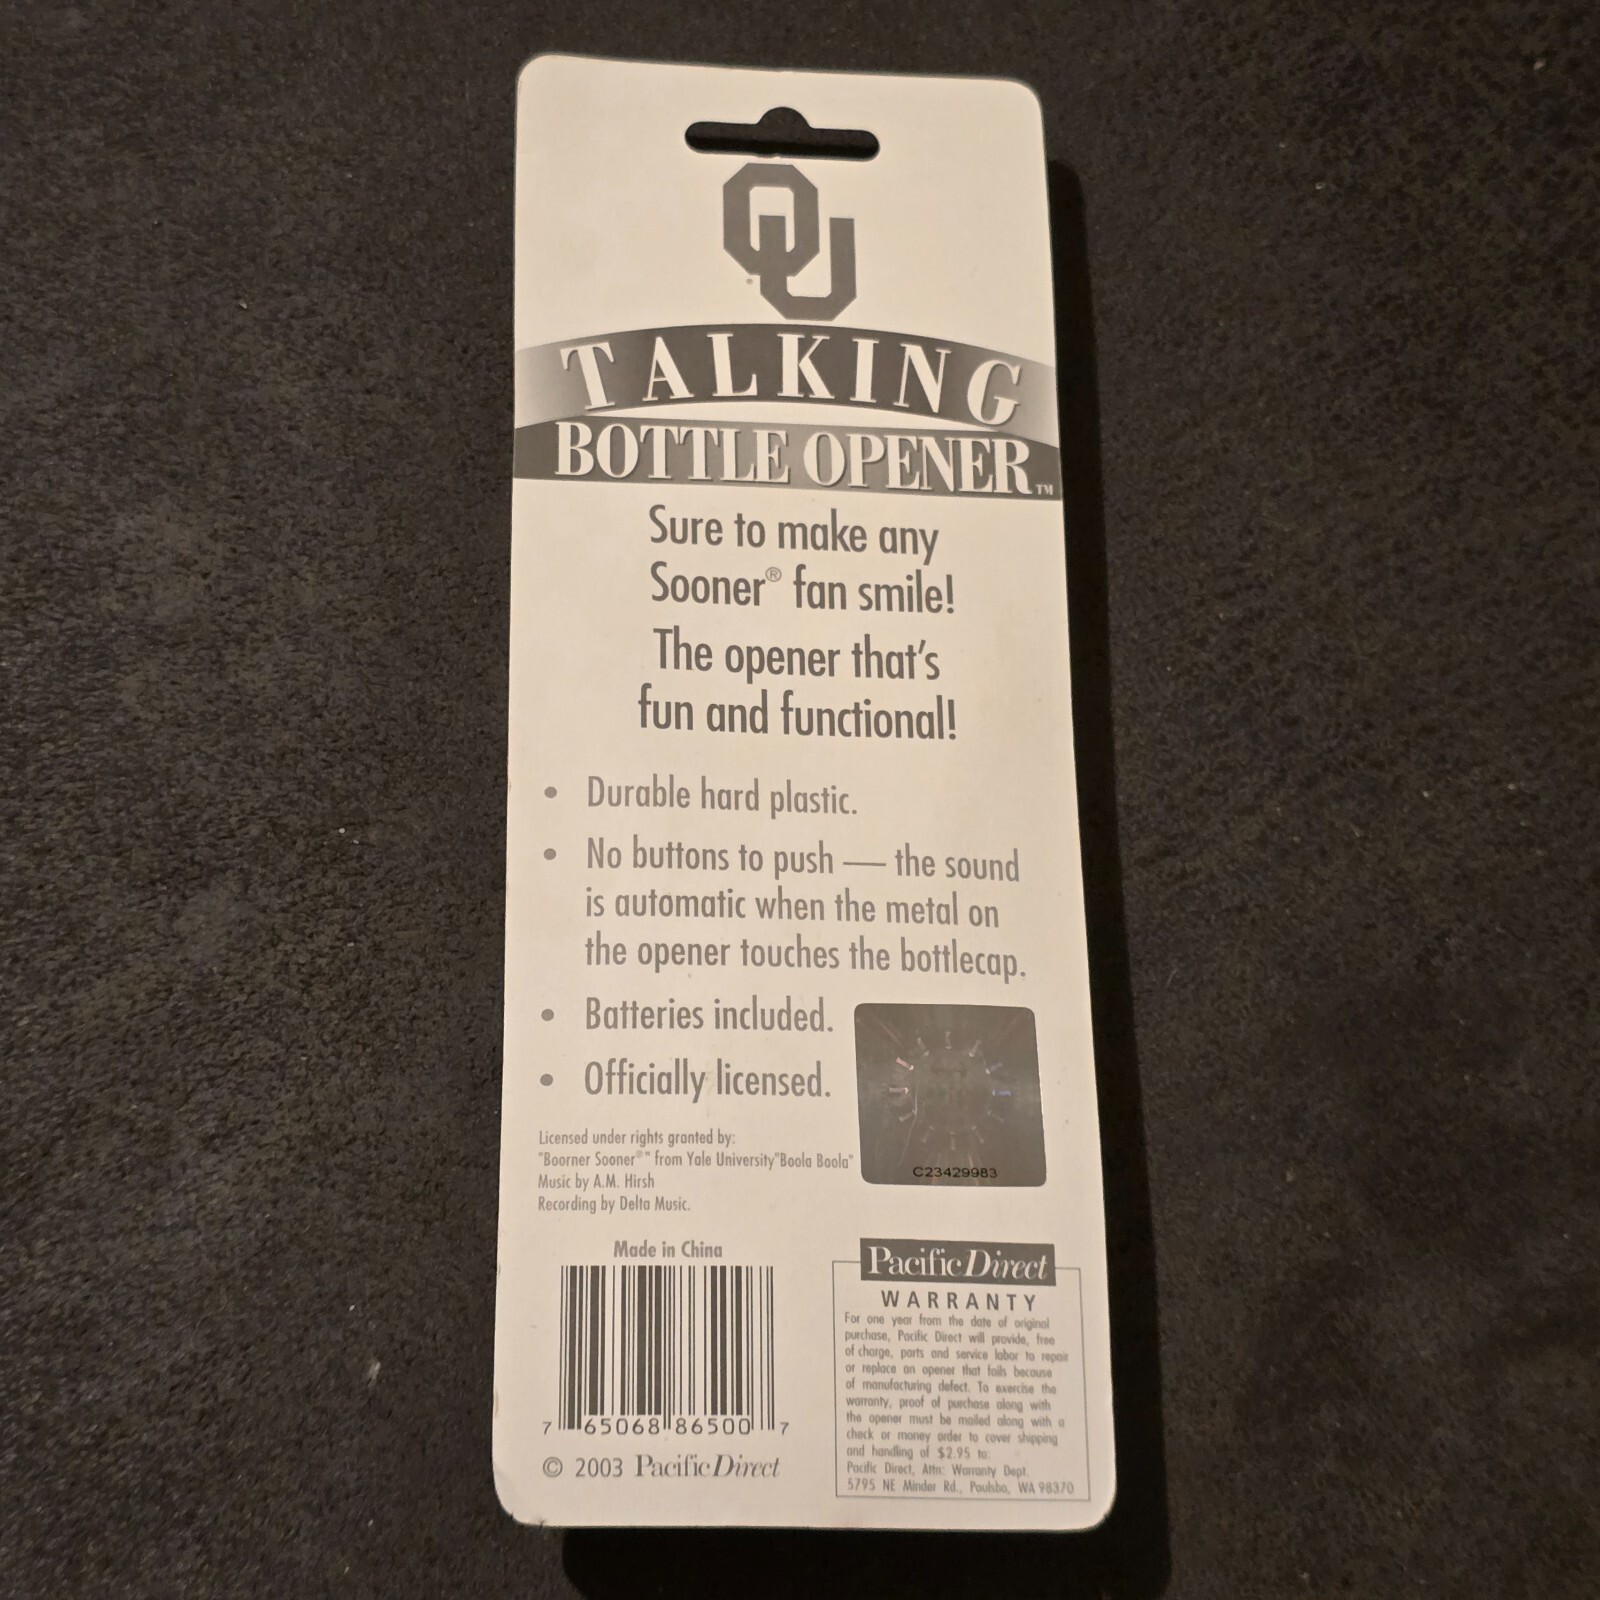 OU
TALKING
BOTTLE OPENER™
Sure to make any
Sooner® fan smile!
The opener that's
fun and functional!
• Durable hard plastic.
• No buttons to push — the sound
is automatic when the metal on
the opener touches the bottlecap.
• Batteries included.
• Officially licensed.
Licensed under rights granted by:
"Boorner Sooner®" from Yale University"Boola Boola"
Music by A.M. Hirsh
Recording by Delta Music.
C23429983
Made in China
7 65068 86500 7
© 2003 Pacific Direct
Pacific Direct
WARRANTY
For one year from the date of original
purchase, Pacific Direct will provide, free
of charge, parts and service labor to repair
or replace an opener that fails because
of manufacturing defect. To exercise the
warranty, proof of purchase along with
the opener must be mailed along with a
check or money order to cover shipping
and handling of $2.95 to:
Pacific Direct, Attn: Warranty Dept.
5795 NE Minder Rd., Poulsbo, WA 98370